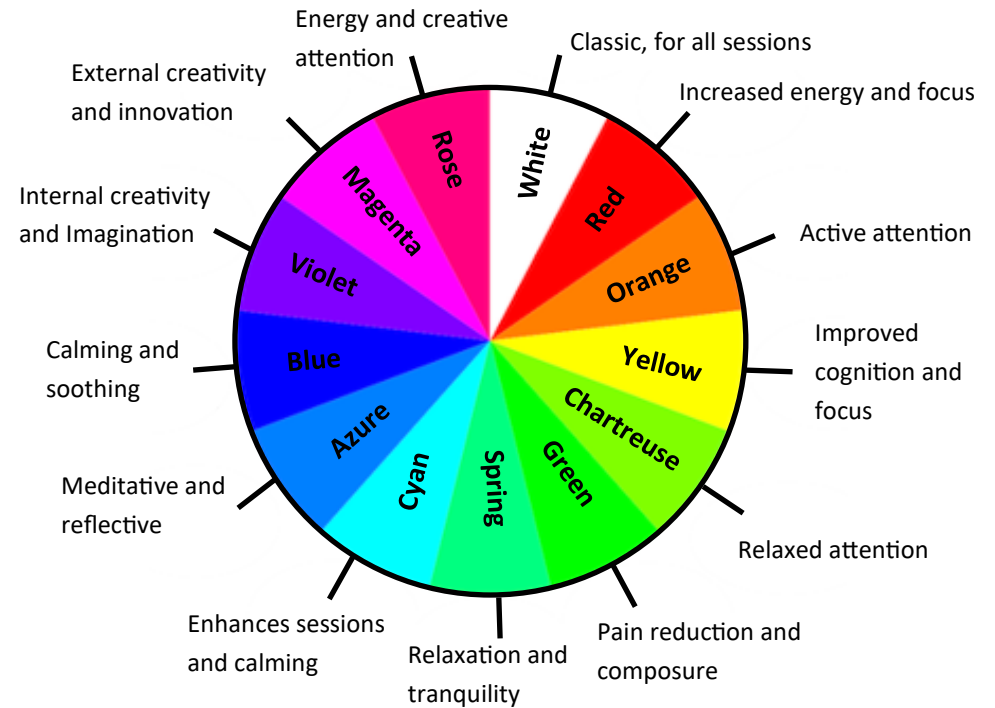 Energy and creative
attention
Classic, for all sessions
External creativity
and innovation
Increased energy and focus
Internal creativity
and Imagination
Active attention
Calming and
soothing
Improved
cognition and
focus
Meditative and
reflective
Relaxed attention
Enhances sessions
and calming
Relaxation and
tranquility
Pain reduction and
composure
White
Red
Orange
Yellow
Chartreuse
Green
Spring
Cyan
Azure
Blue
Violet
Magenta
Rose